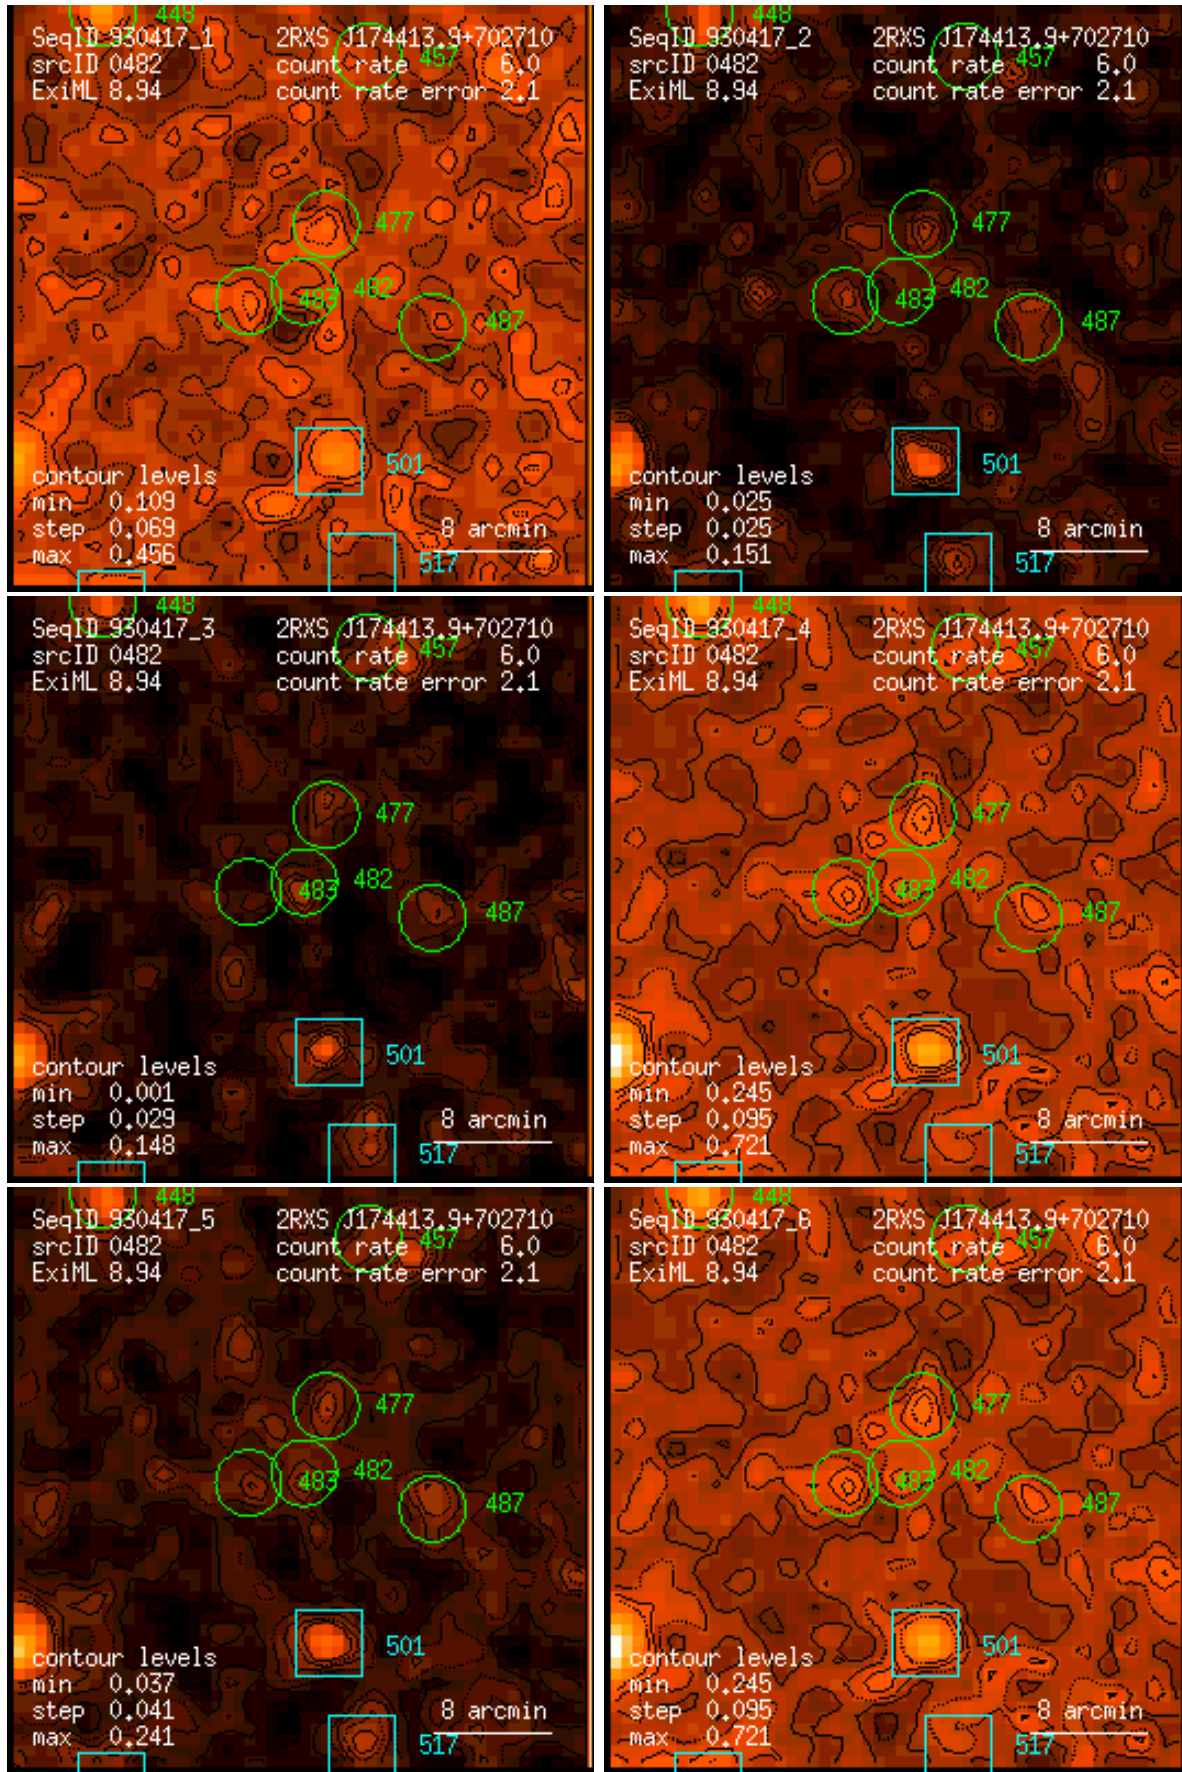 448
SeqID 930417_1 2RXS J174413.9+702710
srcID 0482 count rate 457 6.0
ExiML 8.94 count rate error 2.1
477
483 482
487
501
contour levels
min 0.109
step 0.069 8 arcmin
max 0.456 517
448
SeqID 930417_2 2RXS J174413.9+702710
srcID 0482 count rate 457 6.0
ExiML 8.94 count rate error 2.1
477
483 482
487
501
contour levels
min 0.025
step 0.025 8 arcmin
max 0.151 517
448
SeqID 930417_3 2RXS J174413.9+702710
srcID 0482 count rate 457 6.0
ExiML 8.94 count rate error 2.1
477
483 482
487
501
contour levels
min 0.001
step 0.029 8 arcmin
max 0.148 517
448
SeqID 930417_4 2RXS J174413.9+702710
srcID 0482 count rate 457 6.0
ExiML 8.94 count rate error 2.1
477
483 482
487
501
contour levels
min 0.245
step 0.095 8 arcmin
max 0.721 517
448
SeqID 930417_5 2RXS J174413.9+702710
srcID 0482 count rate 457 6.0
ExiML 8.94 count rate error 2.1
477
483 482
487
501
contour levels
min 0.037
step 0.041 8 arcmin
max 0.241 517
448
SeqID 930417_6 2RXS J174413.9+702710
srcID 0482 count rate 457 6.0
ExiML 8.94 count rate error 2.1
477
483 482
487
501
contour levels
min 0.245
step 0.095 8 arcmin
max 0.721 517